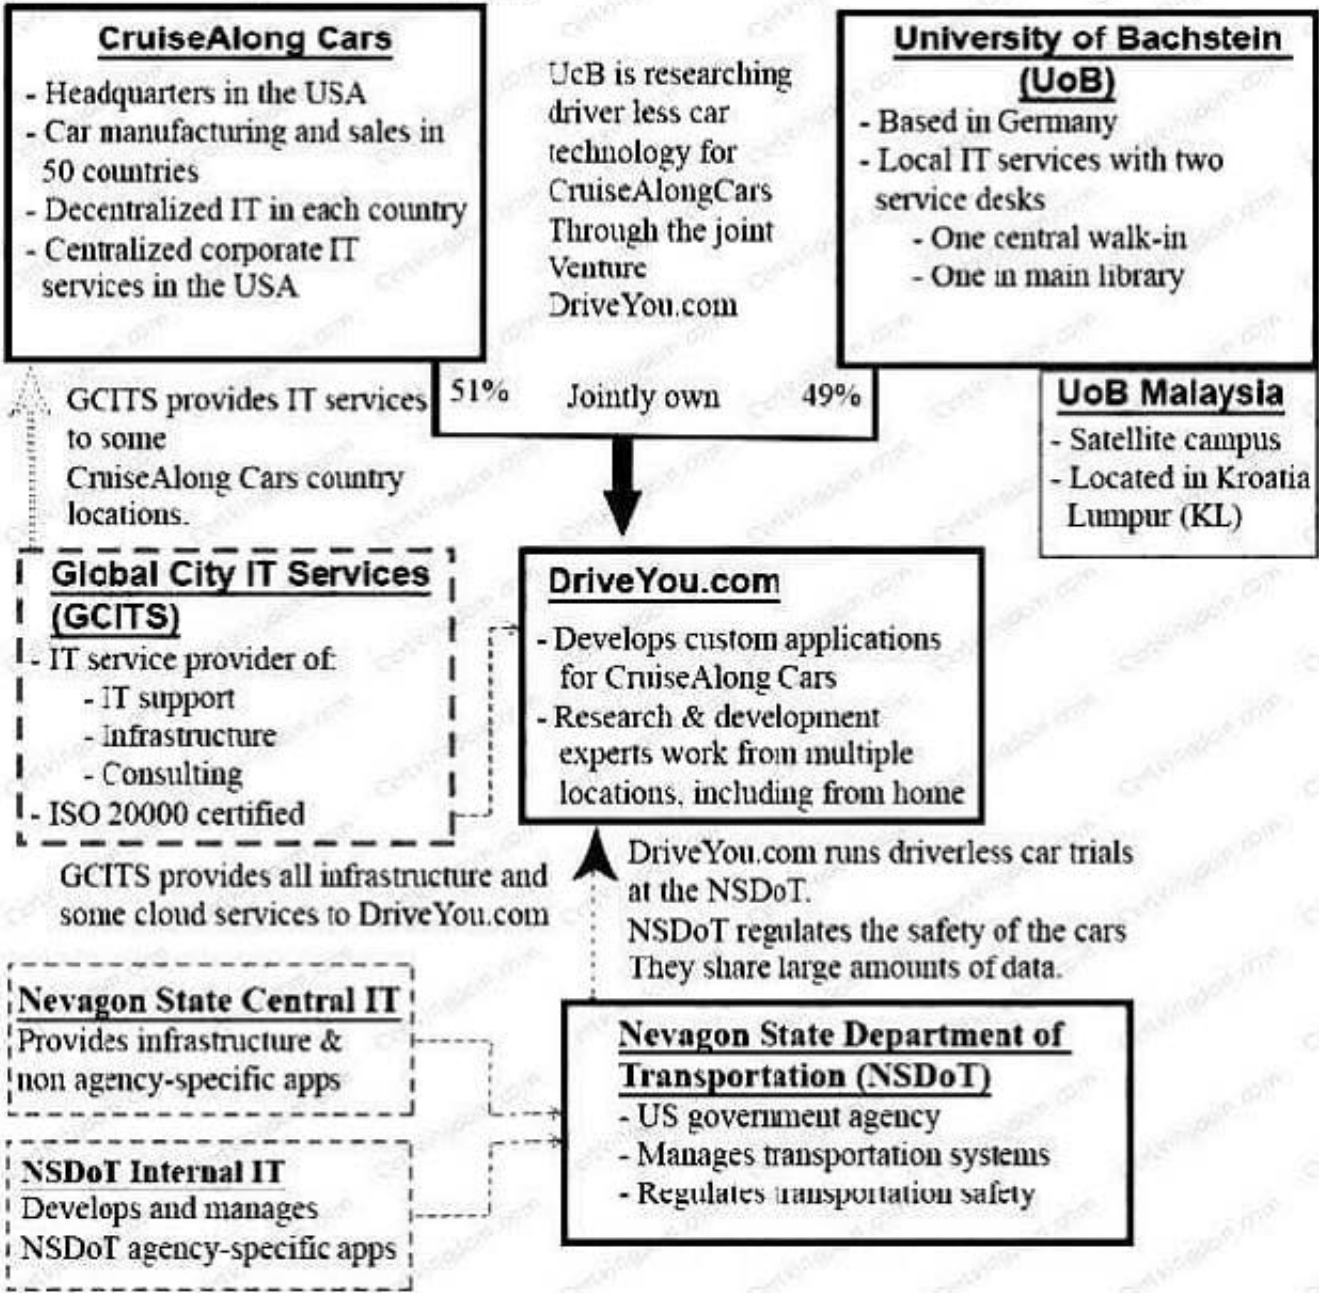 CruiseAlong Cars
- Headquarters in the USA
- Car manufacturing and sales in
50 countries
- Decentralized IT in each country
- Centralized corporate IT
services in the USA
UcB is researching
driver less car
technology for
CruiseAlongCars
Through the joint
Venture
DriveYou.com
University of Bachstein
(UoB)
- Based in Germany
- Local IT services with two
service desks
- One central walk-in
- One in main library
51% Jointly own 49%
UoB Malaysia
- Satellite campus
- Located in Kroatia
Lumpur (KL)
GCITS provides IT services
to some
CruiseAlong Cars country
locations.
Global City IT Services
(GCITS)
- IT service provider of:
- IT support
- Infrastructure
- Consulting
- ISO 20000 certified
DriveYou.com
- Develops custom applications
for CruiseAlong Cars
- Research & development
experts work from multiple
locations, including from home
GCITS provides all infrastructure and
some cloud services to DriveYou.com
DriveYou.com runs driverless car trials
at the NSDoT.
NSDoT regulates the safety of the cars
They share large amounts of data.
Nevagon State Central IT
Provides infrastructure &
non agency-specific apps
NSDoT Internal IT
Develops and manages
NSDoT agency-specific apps
Nevagon State Department of
Transportation (NSDoT)
- US government agency
- Manages transportation systems
- Regulates transportation safety